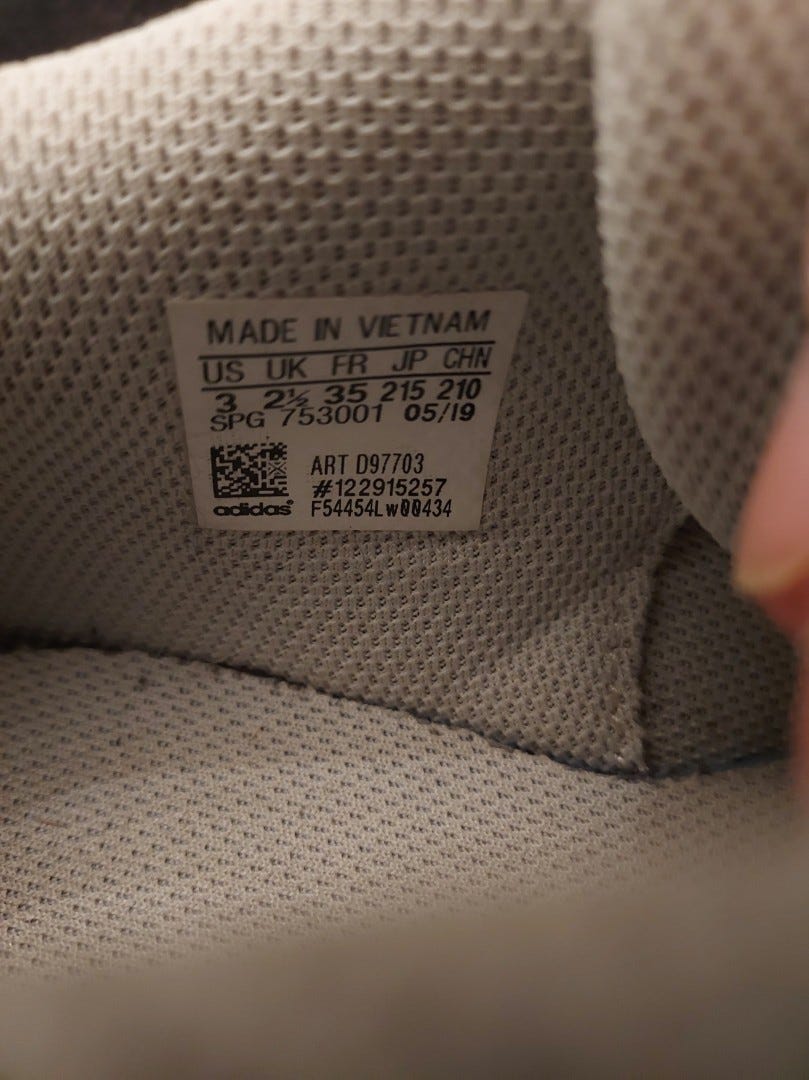 MADE IN VIETNAM
US UK FR JP CHN
3 2½ 35 215 210
SPG 753001 05/19
ART D97703
#122915257
adidas® F54454Lw00434